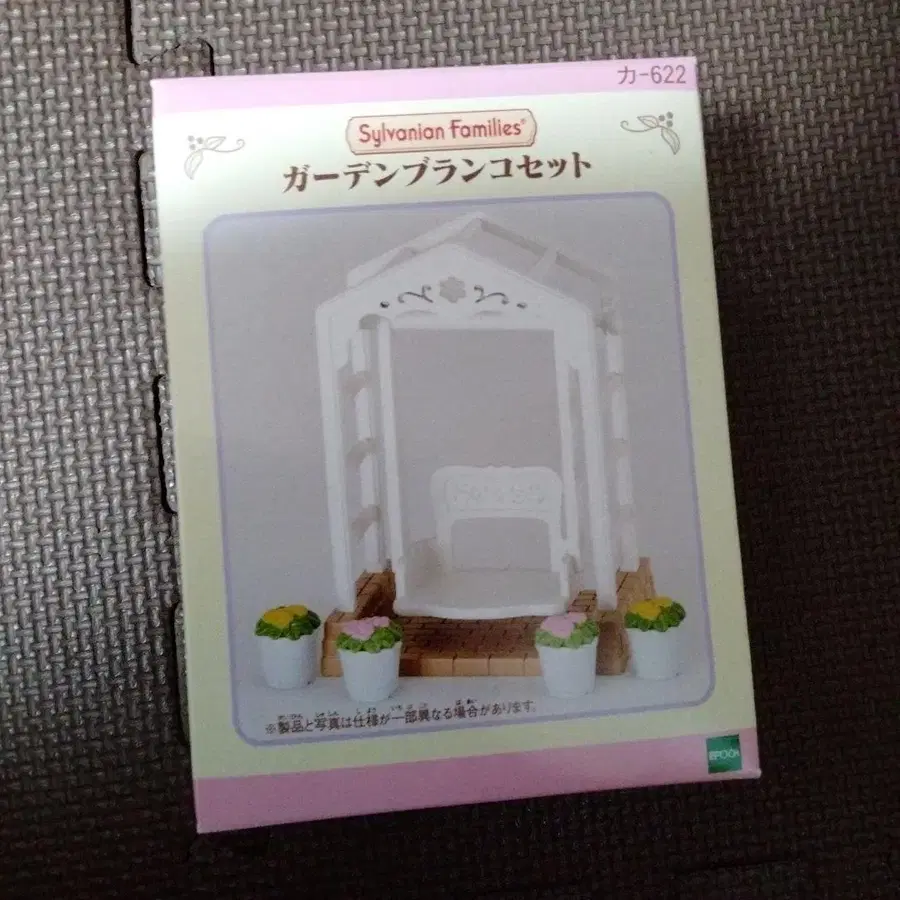 カ-622
Sylvanian Families®
ガーデンブランコセット
※製品と写真は仕様が一部異なる場合があります。
EPOCH